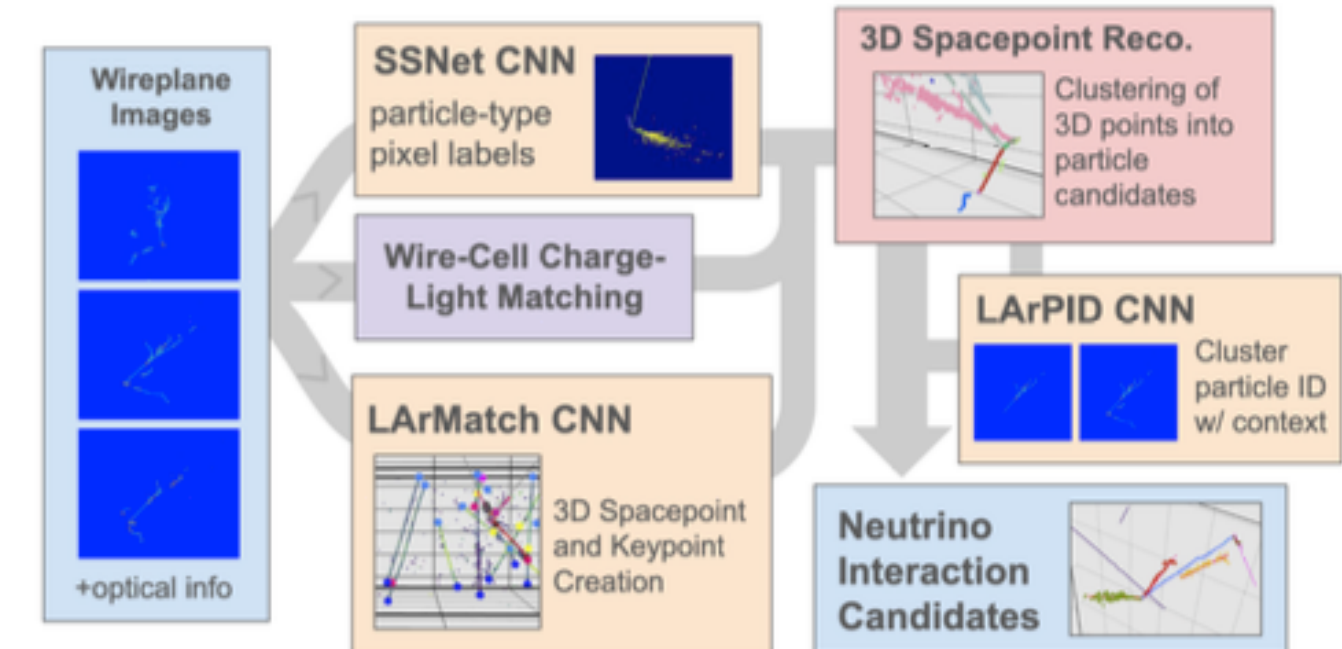 Wireplane
Images
+optical info
SSNet CNN
particle-type
pixel labels
Wire-Cell Charge-
Light Matching
LArMatch CNN
3D Spacepoint
and Keypoint
Creation
3D Spacepoint Reco.
Clustering of
3D points into
particle
candidates
LArPID CNN
Cluster
particle ID
w/ context
Neutrino
Interaction
Candidates